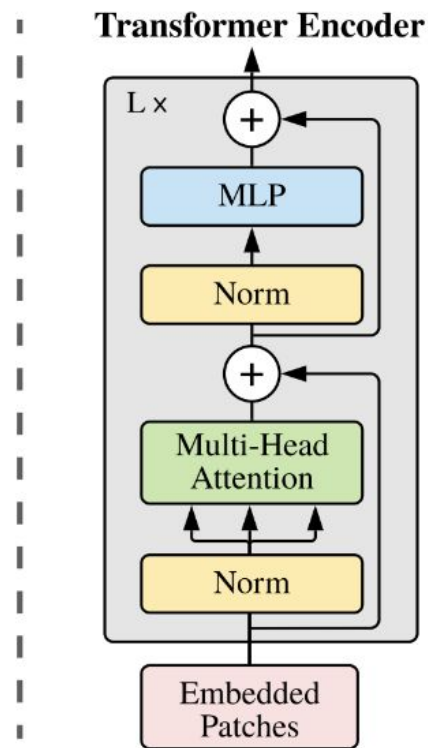 Transformer Encoder
L ×
+
MLP
Norm
+
Multi-Head
Attention
Norm
Embedded
Patches